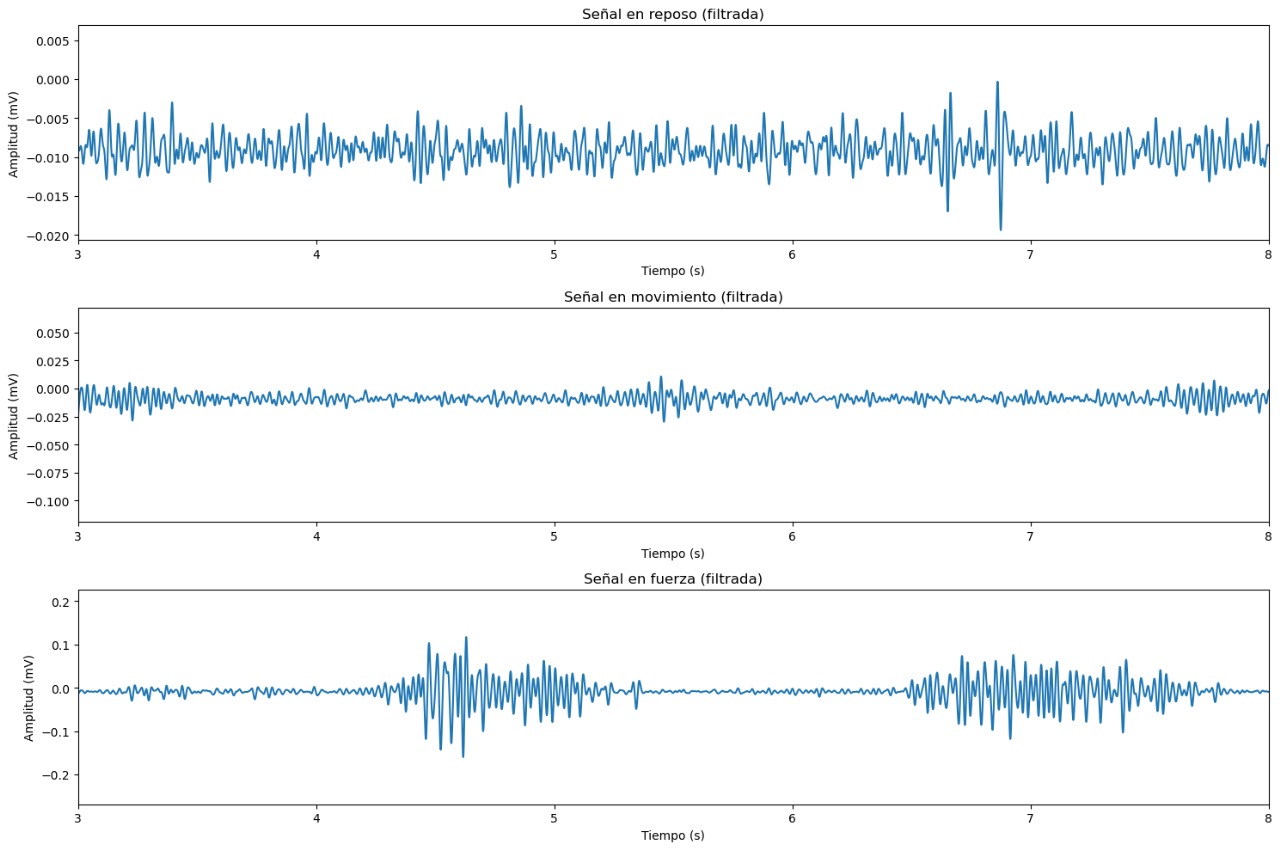 Señal en reposo (filtrada)
0.005
0.000
−0.005
−0.010
−0.015
−0.020
Amplitud (mV)
3 4 5 6 7 8
Tiempo (s)
Señal en movimiento (filtrada)
0.050
0.025
0.000
−0.025
−0.050
−0.075
−0.100
Amplitud (mV)
3 4 5 6 7 8
Tiempo (s)
Señal en fuerza (filtrada)
0.2
0.1
0.0
−0.1
−0.2
Amplitud (mV)
3 4 5 6 7 8
Tiempo (s)